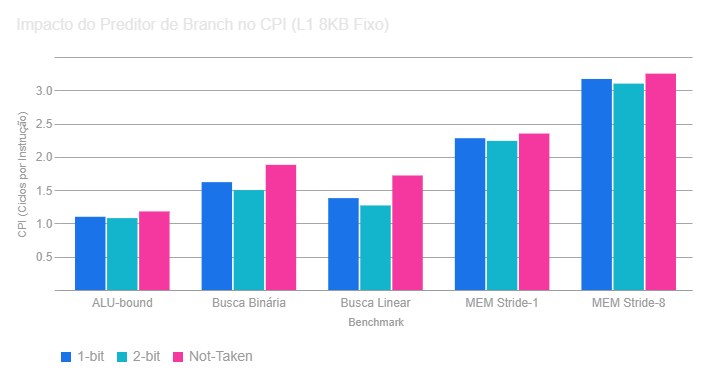 Impacto do Preditor de Branch no CPI (L1 8KB Fixo)
CPI (Ciclos por Instrução)
3.0
2.5
2.0
1.5
1.0
0.5
ALU-bound Busca Binária Busca Linear MEM Stride-1 MEM Stride-8
Benchmark
1-bit 2-bit Not-Taken